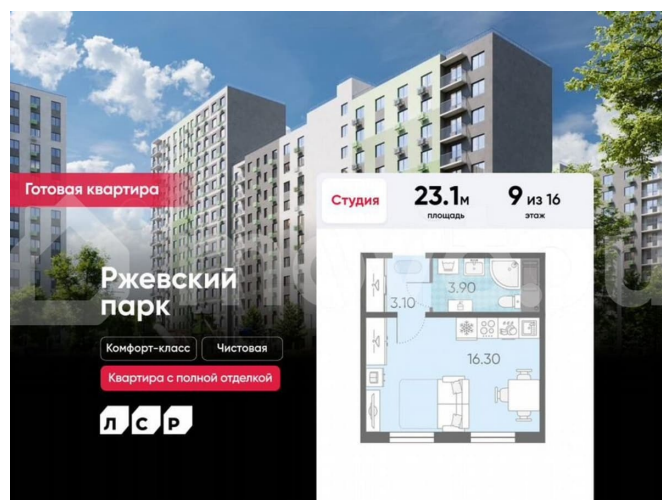 Готовая квартира
Студия
23.1м
площадь
9 из 16
этаж
Ржевский
парк
3.10
3.90
16.30
Комфорт-класс
Чистовая
Квартира с полной отделкой
ЛСР